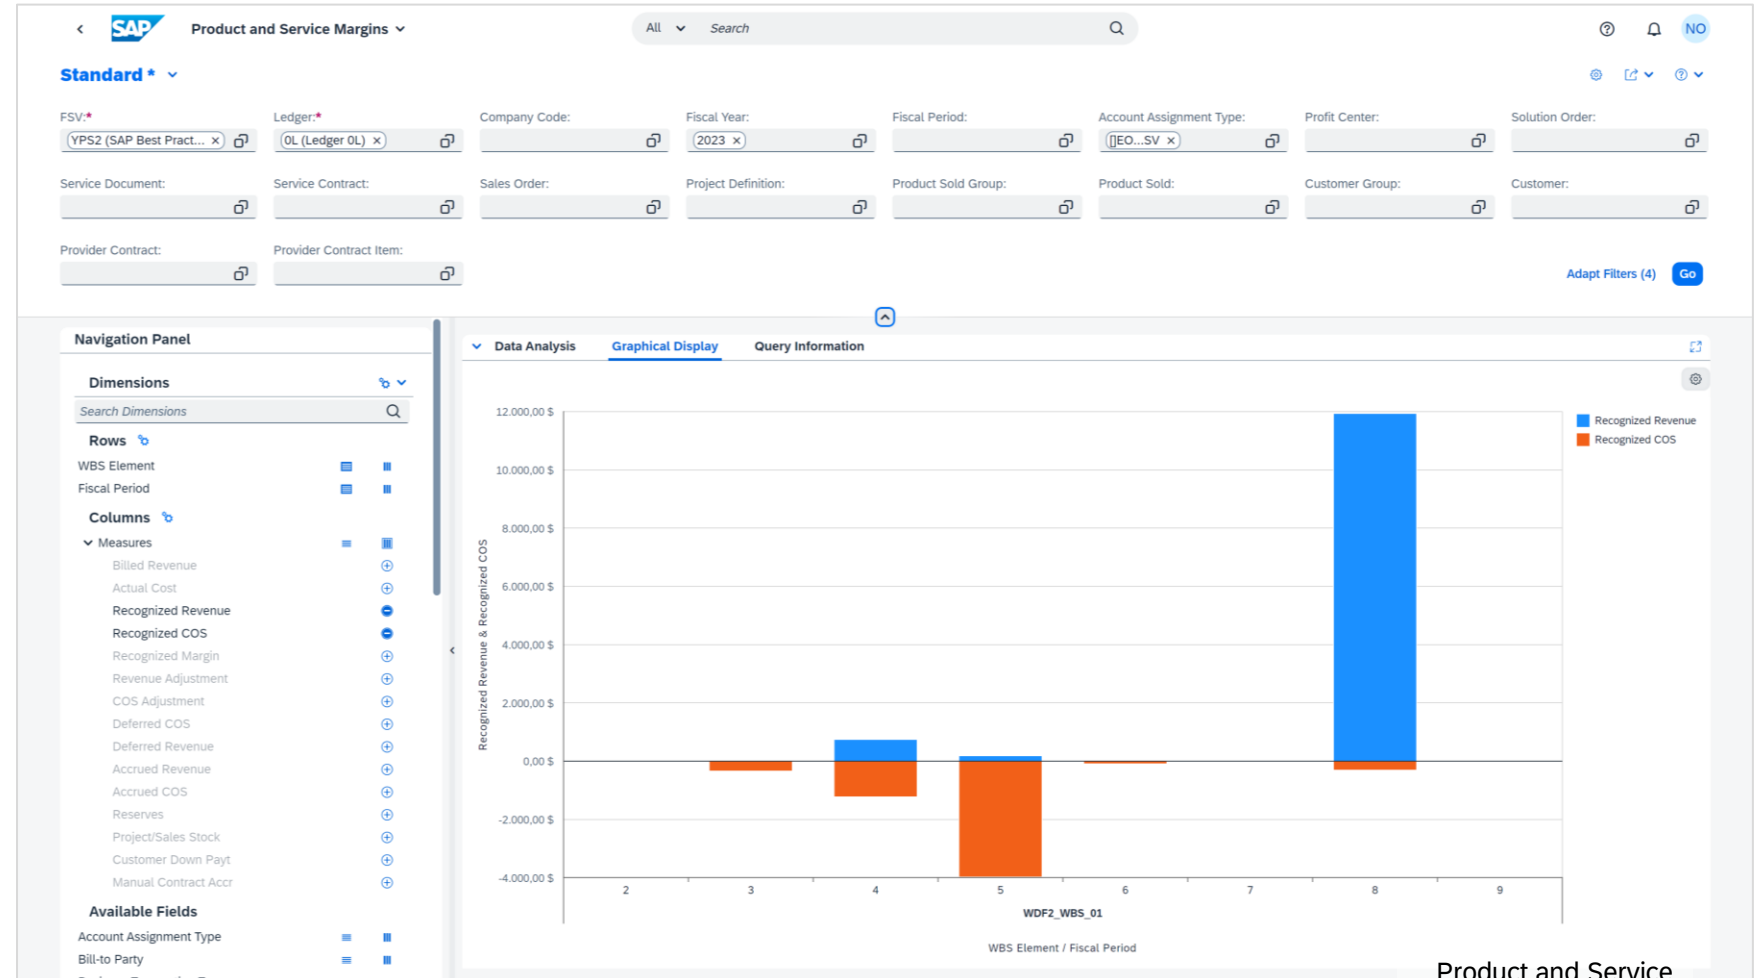 SAP Product and Service Margins All Search NO
Standard *
FSV:* Ledger:* Company Code: Fiscal Year: Fiscal Period: Account Assignment Type: Profit Center: Solution Order:
YPS2 (SAP Best Pract... 0L (Ledger 0L) 2023 []EO...SV
Service Document: Service Contract: Sales Order: Project Definition: Product Sold Group: Product Sold: Customer Group: Customer:
Provider Contract: Provider Contract Item:
Adapt Filters (4) Go
Navigation Panel
Dimensions
Search Dimensions
Rows
WBS Element
Fiscal Period
Columns
Measures
Billed Revenue
Actual Cost
Recognized Revenue
Recognized COS
Recognized Margin
Revenue Adjustment
COS Adjustment
Deferred COS
Deferred Revenue
Accrued Revenue
Accrued COS
Reserves
Project/Sales Stock
Customer Down Payt
Manual Contract Accr
Available Fields
Account Assignment Type
Bill-to Party
Data Analysis Graphical Display Query Information
Recognized Revenue & Recognized COS
12.000,00 $
10.000,00 $
8.000,00 $
6.000,00 $
4.000,00 $
2.000,00 $
0,00 $
-2.000,00 $
-4.000,00 $
2 3 4 5 6 7 8 9
WDF2_WBS_01
WBS Element / Fiscal Period
Recognized Revenue
Recognized COS
Product and Service